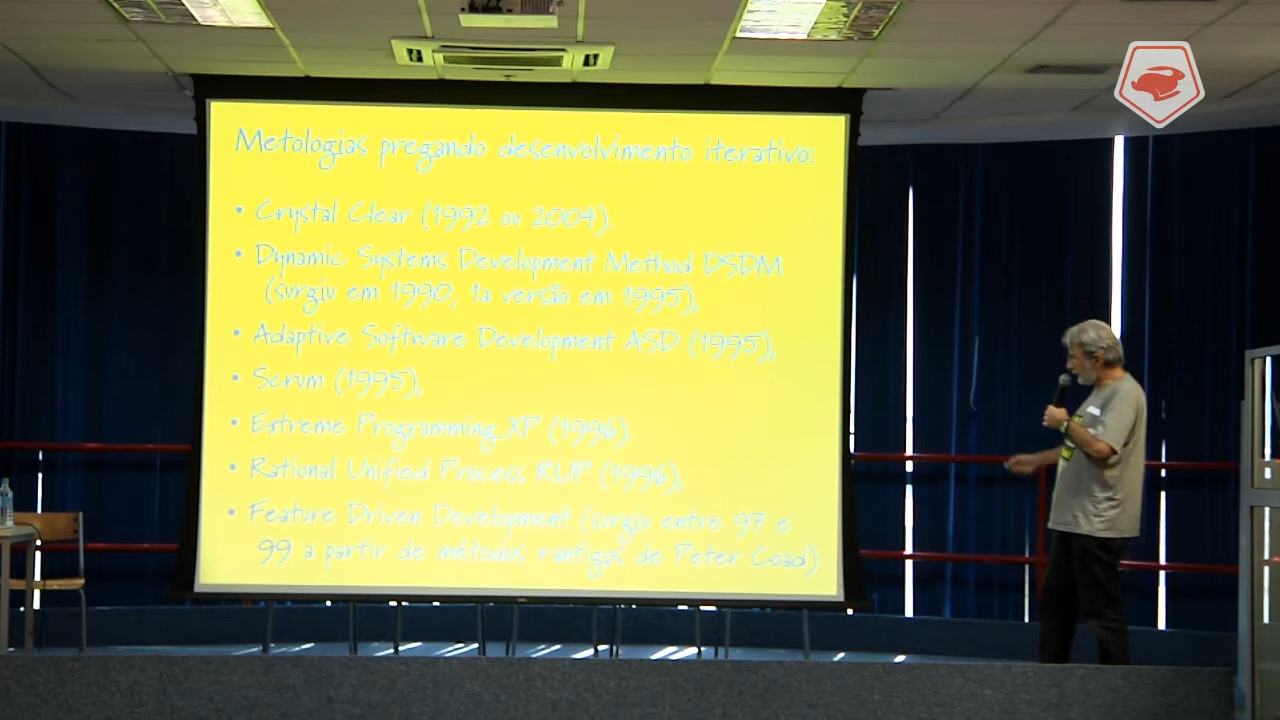 Metologias pregando desenvolvimento iterativo:
• Crystal Clear (1992 ou 2004),
• Dynamic Systems Development Method DSDM
(surgiu em 1990, 1a versão em 1995),
• Adaptive Software Development ASD (1995),
• Scrum (1995),
• Extreme Programming XP (1996)
• Rational Unified Process RUP (1996),
• Feature Driven Development (surgiu entre 97 e
99 a partir de métodos +antigos de Peter Coad)